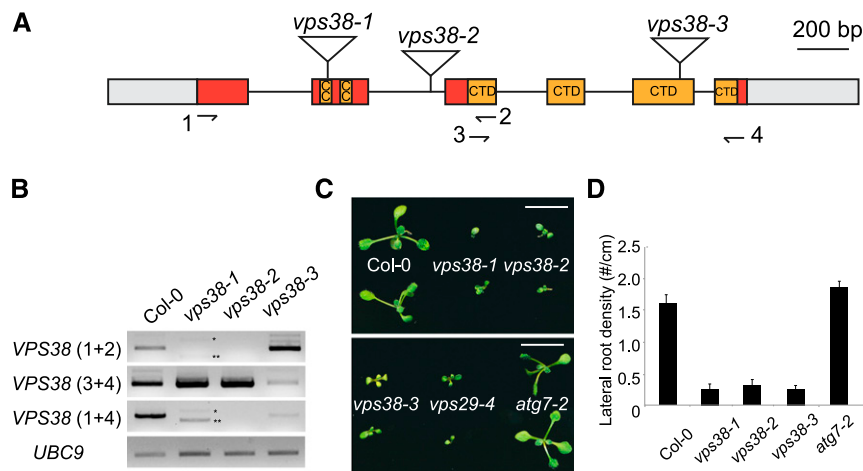 A
vps38-1
vps38-2
vps38-3
200 bp
CC CC CTD CTD CTD CTD
1 2
3 4
B
Col-0 vps38-1 vps38-2 vps38-3
VPS38 (1+2) * **
VPS38 (3+4)
VPS38 (1+4) * **
UBC9
C
Col-0 vps38-1 vps38-2
vps38-3 vps29-4 atg7-2
D
Lateral root density (#/cm)
2.5
2.0
1.5
1.0
0.5
0
Col-0 vps38-1 vps38-2 vps38-3 atg7-2